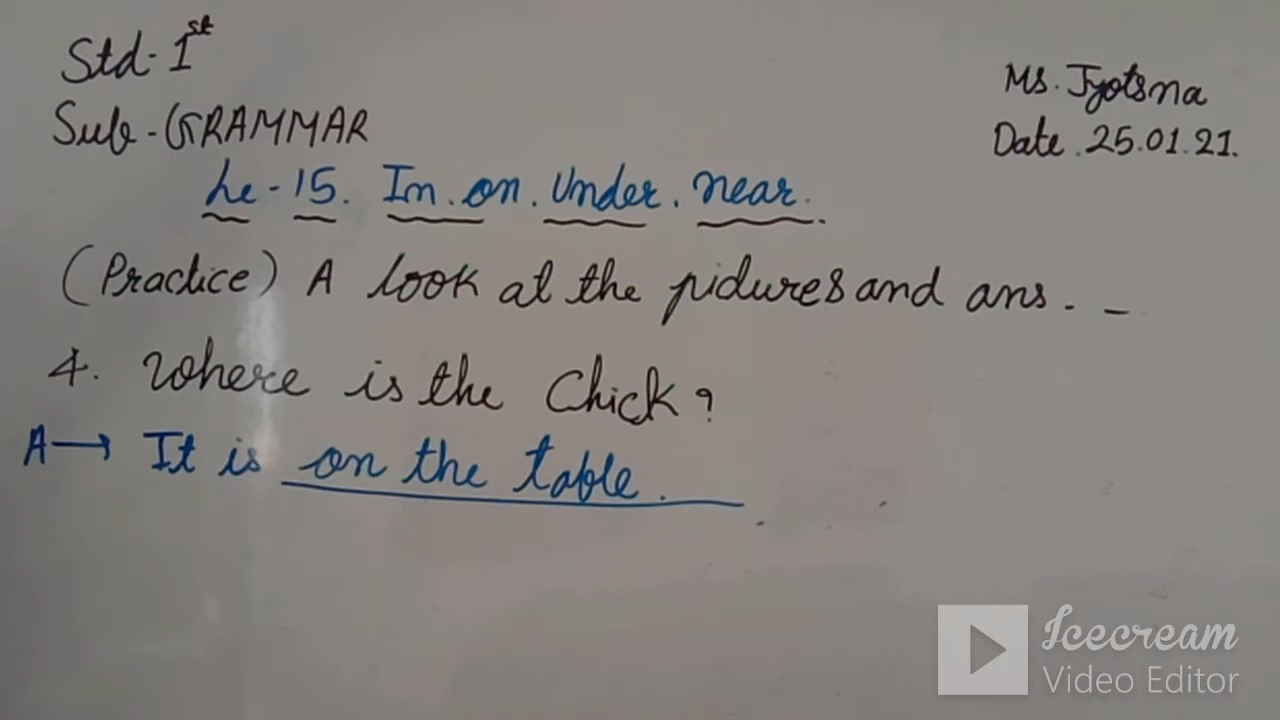 Std- 1st
Sub- GRAMMAR
Ms. Jyotsna
Date. 25.01.21.
Le-15. In. on. Under. near.
(Practice) A look at the pictures and ans. -
4. Where is the Chick?
A→ It is on the table.
Icecream
Video Editor